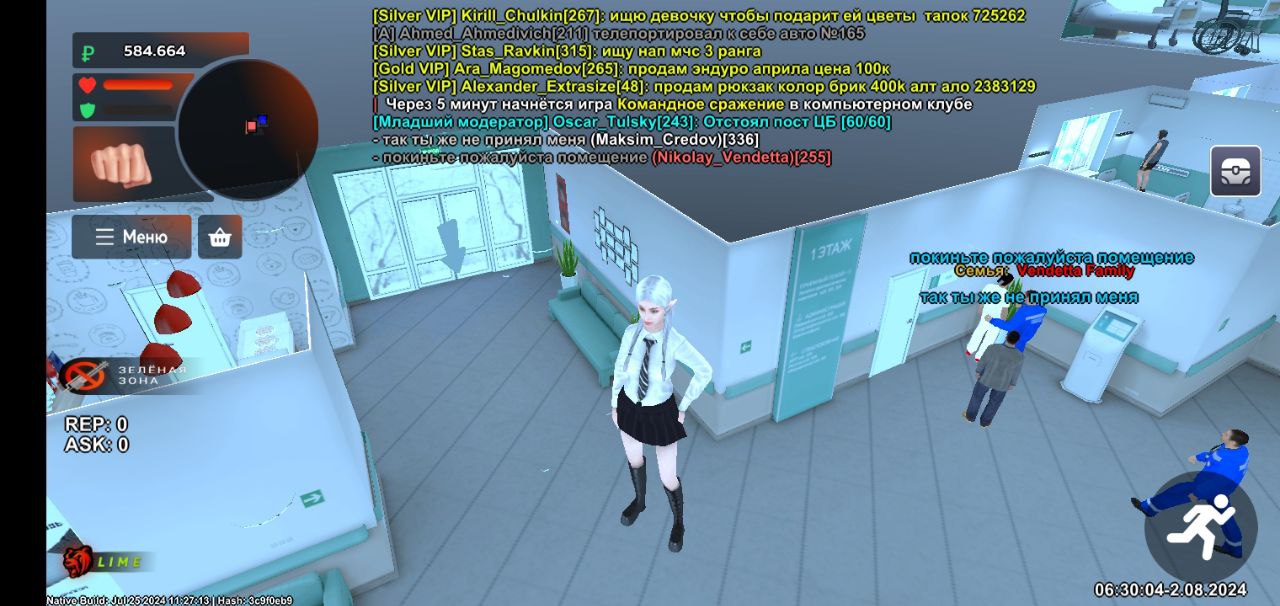 [Silver VIP] Kirill_Chulkin[267]: ищю девочку чтобы подарит ей цветы тапок 725262
[A] Ahmed_Ahmedivich[211] телепортировал к себе авто №165
[Silver VIP] Stas_Ravkin[315]: ищу нап мчс 3 ранга
[Gold VIP] Ara_Magomedov[265]: продам эндуро априла цена 100к
[Silver VIP] Alexander_Extrasize[48]: продам рюкзак колор брик 400k алт ало 2383129
| Через 5 минут начнётся игра Командное сражение в компьютерном клубе
[Младший модератор] Oscar_Tulsky[243]: Отстоял пост ЦБ [60/60]
- так ты же не принял меня (Maksim_Credov)[336]
- покиньте пожалуйста помещение (Nikolay_Vendetta)[255]
584.664
Меню
1 ЭТАЖ
покиньте пожалуйста помещение
Семья: Vendetta Family
так ты же не принял меня
ЗЕЛЁНАЯ
ЗОНА
REP: 0
ASK: 0
LIME
Native Build: Jul 25 2024 11:27:13 | Hash: 3c9f0eb9
06:30:04-2.08.2024